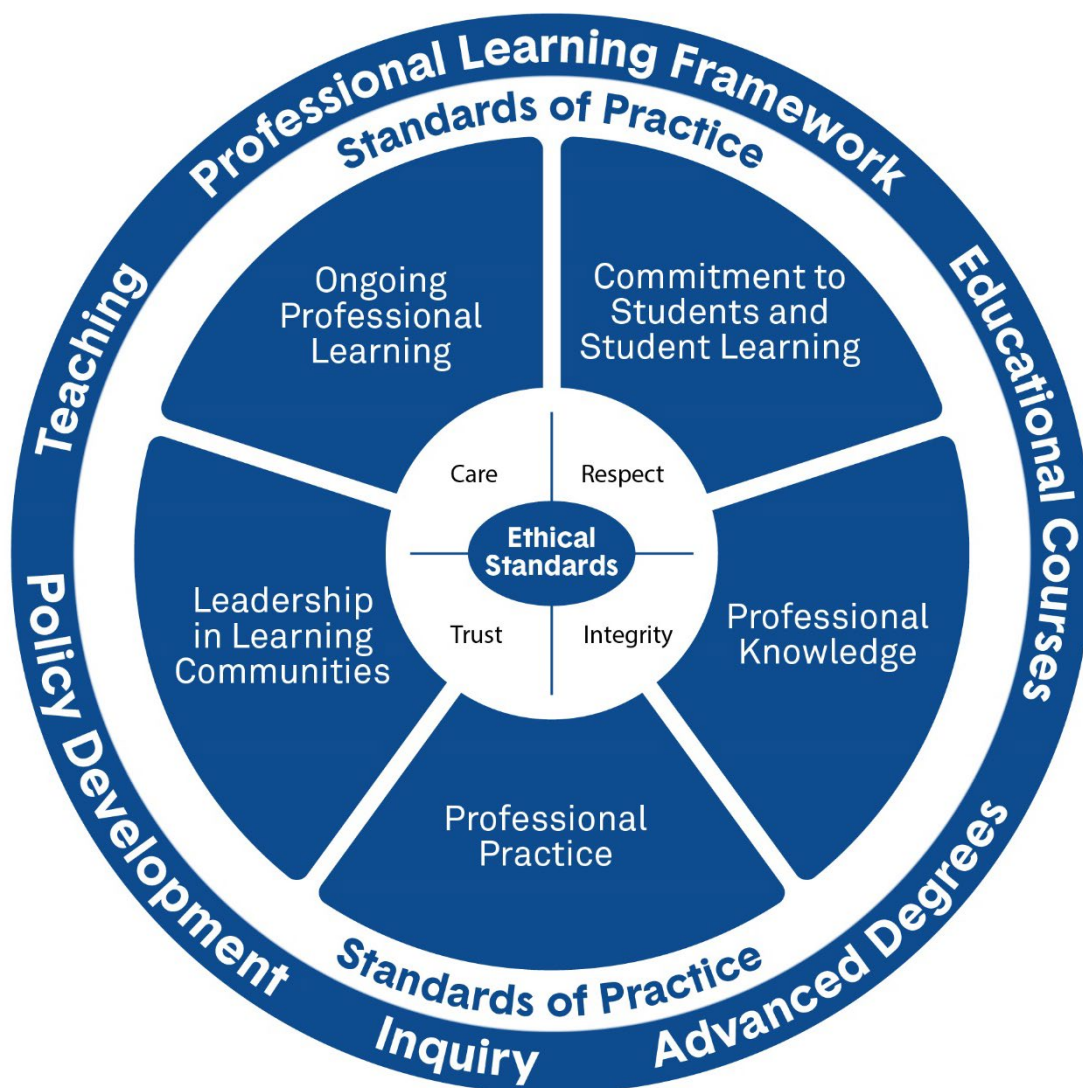 Professional Learning Framework
Standards of Practice
Ongoing
Professional
Learning
Commitment to
Students and
Student Learning
Teaching
Educational Courses
Care
Respect
Ethical
Standards
Trust
Integrity
Leadership
in Learning
Communities
Professional
Knowledge
Professional
Practice
Policy Development
Standards of Practice
Inquiry
Advanced Degrees